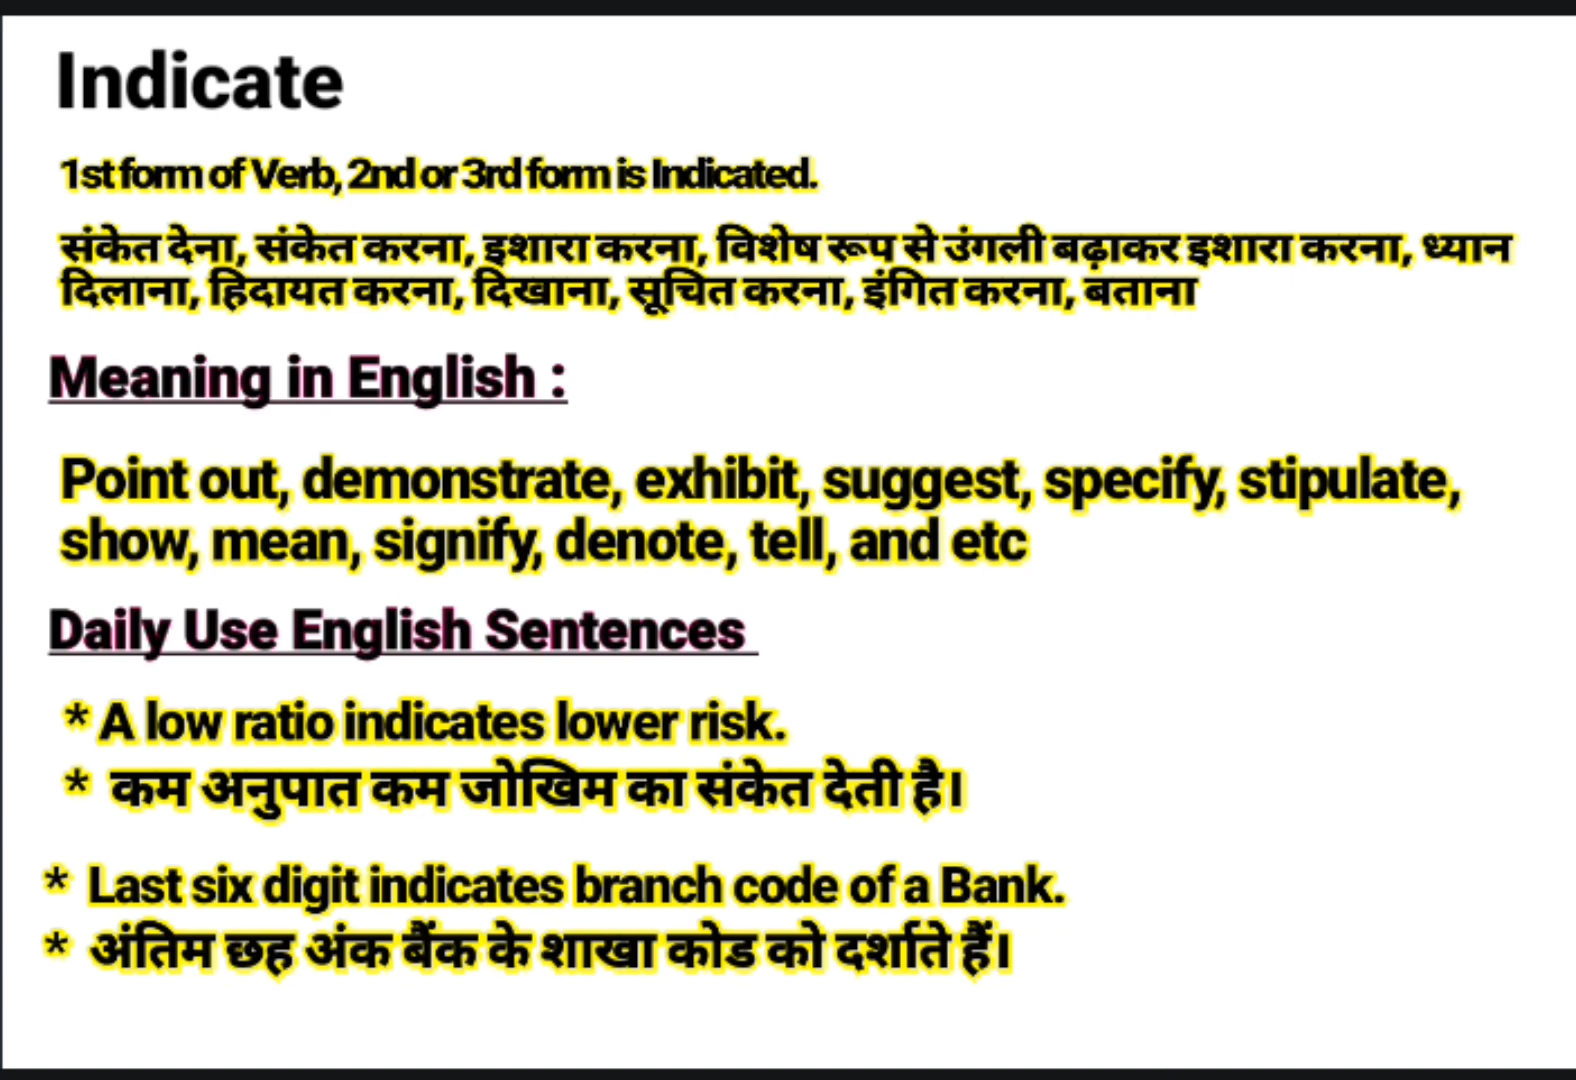 Indicate
1st form of Verb, 2nd or 3rd form is Indicated.
संकेत देना, संकेत करना, इशारा करना, विशेष रूप से उंगली बढ़ाकर इशारा करना, ध्यान
दिलाना, हिदायत करना, दिखाना, सूचित करना, इंगित करना, बताना
Meaning in English :
Point out, demonstrate, exhibit, suggest, specify, stipulate,
show, mean, signify, denote, tell, and etc
Daily Use English Sentences
* A low ratio indicates lower risk.
* कम अनुपात कम जोखिम का संकेत देती है।
* Last six digit indicates branch code of a Bank.
* अंतिम छह अंक बैंक के शाखा कोड को दर्शाते हैं।